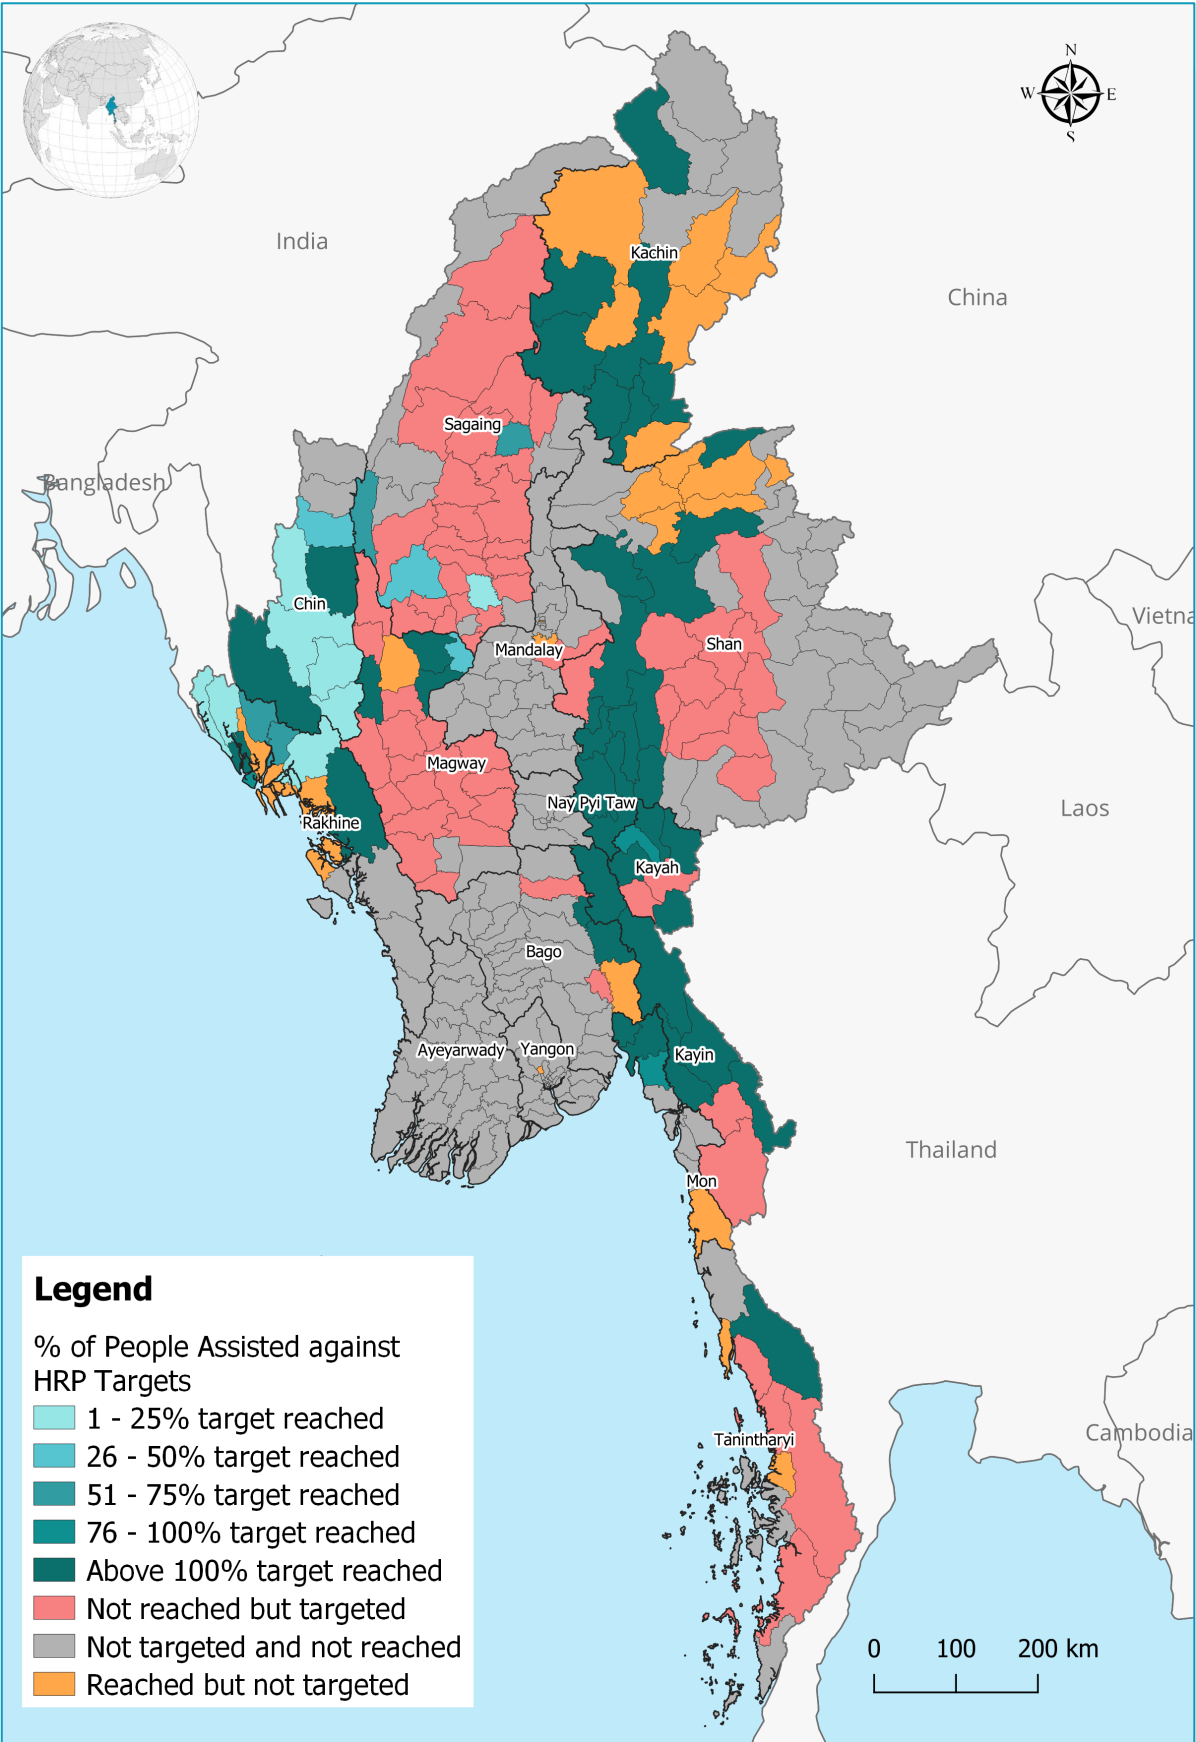 N
W
E
S
India
Kachin
China
Sagaing
Bangladesh
Chin
Vietna
Shan
Mandalay
Magway
Nay Pyi Taw
Laos
Rakhine
Kayah
Bago
Ayeyarwady
Yangon
Kayin
Thailand
Mon
Legend
% of People Assisted against
HRP Targets
1 - 25% target reached
26 - 50% target reached
51 - 75% target reached
76 - 100% target reached
Above 100% target reached
Not reached but targeted
Not targeted and not reached
Reached but not targeted
Tanintharyi
Cambodia
0 100 200 km